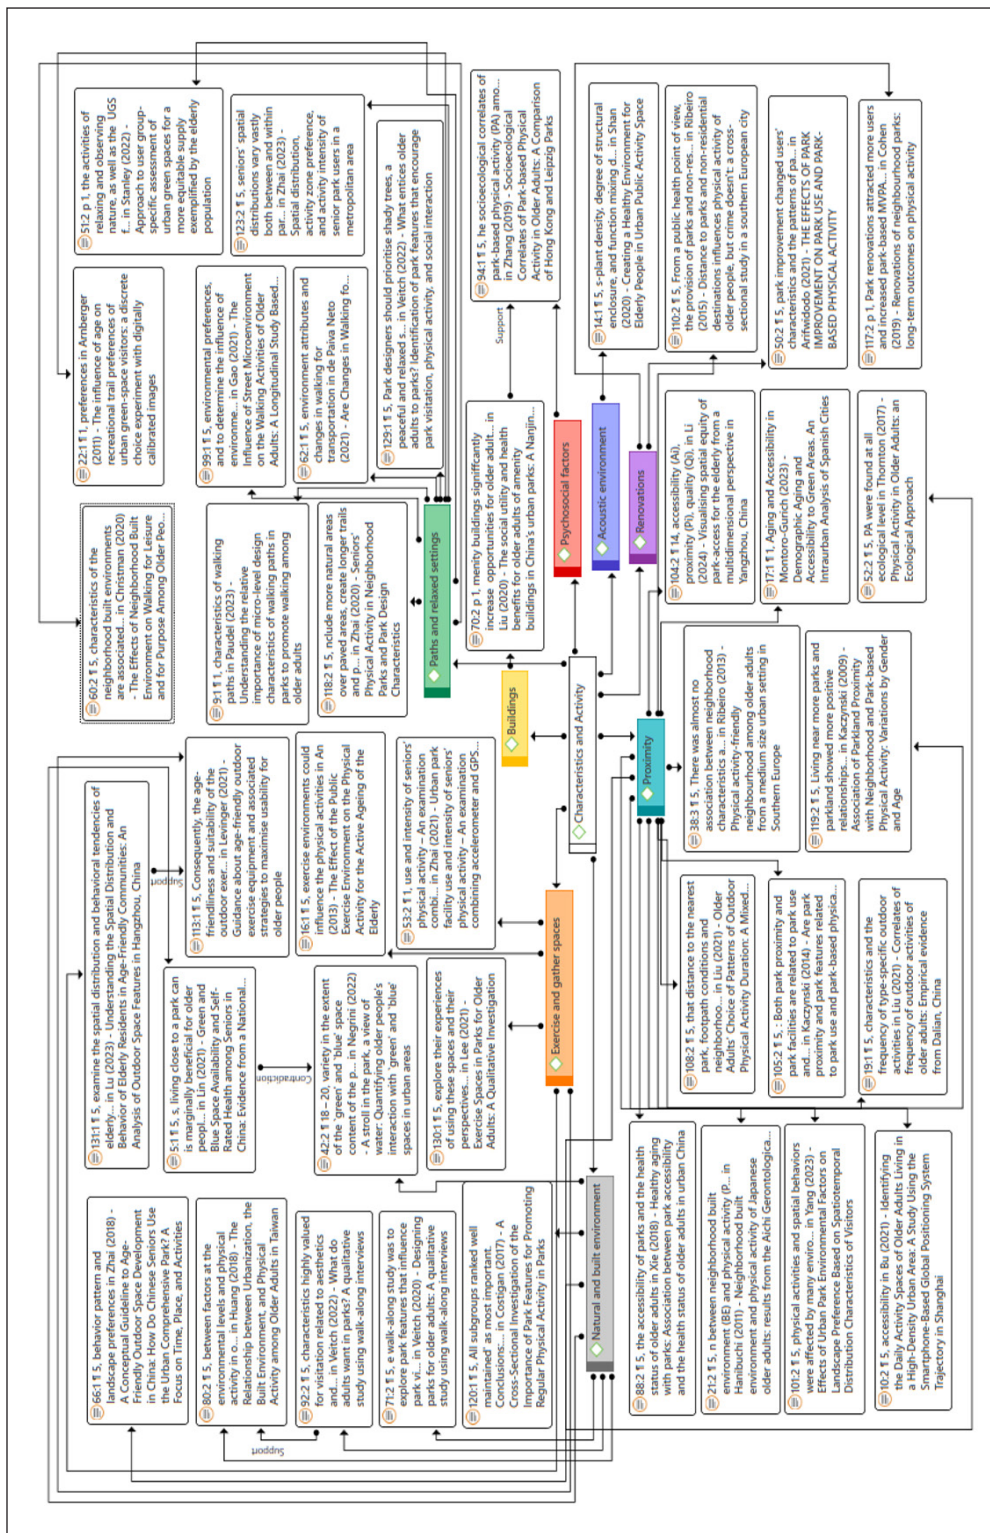 66:1 ¶ 5, behavior pattern and
landscape preferences in Zhai (2018) -
A Conceptual Guideline to Age-
Friendly Outdoor Space Development
in China: How Do Chinese Seniors Use
the Urban Comprehensive Park? A
Focus on Time, Place, and Activities
80:2 ¶ 5, between factors at the
environmental levels and physical
activity in o... in Huang (2018) - The
Relationship between Urbanization, the
Built Environment, and Physical
Activity among Older Adults in Taiwan
Support
92:2 ¶ 5, characteristics highly valued
for visitation related to aesthetics
and... in Veitch (2022) - What do older
adults want in parks? A qualitative
study using walk-along interviews
71:2 ¶ 5, e walk-along study was to
explore park features that influence
park vi... in Veitch (2020) - Designing
parks for older adults: A qualitative
study using walk-along interviews
120:1 ¶ 5, All subgroups ranked well
maintained` as most important.
Conclusions:... in Costigan (2017) - A
Cross-Sectional Investigation of the
Importance of Park Features for Promoting
Regular Physical Activity in Parks
131:1 ¶ 5, examine the spatial distribution and behavioral tendencies of
elderly... in Lu (2023) - Understanding the Spatial Distribution and
Behavior of Elderly Residents in Age-Friendly Communities: An
Analysis of Outdoor Space Features in Hangzhou, China
5:1 ¶ 5, s, living close to a park can
is marginally beneficial for older
peopl... in Lin (2021) - Green and
Blue Space Availability and Self-
Rated Health among Seniors in
China: Evidence from a National...
Support
113:1 ¶ 5, Consequently, the age-
friendliness and suitability of the
outdoor exer... in Levinger (2021) -
Guidance about age-friendly outdoor
exercise equipment and associated
strategies to maximise usability for
older people
Contradiction
42:2 ¶ 18 – 20, variety in the extent
of the 'green' and 'blue' space
content of the p... in Negrini (2022)
- A stroll in the park, a view of
water: Quantifying older people's
interaction with 'green' and 'blue'
spaces in urban areas
16:1 ¶ 5, exercise environments could
influence the physical activities in An
(2013) - The Effect of the Public
Exercise Environment on the Physical
Activity for the Active Ageing of the
Elderly
130:1 ¶ 5, explore their experiences
of using these spaces and their
perspectives... in Lee (2021) -
Exercise Spaces in Parks for Older
Adults: A Qualitative Investigation
53:2 ¶ 1, use and intensity of seniors'
physical activity – An examination
combi... in Zhai (2021) - Urban park
facility use and intensity of seniors'
physical activity – An examination
combining accelerometer and GPS...
60:2 ¶ 5, characteristics of the
neighborhood built environments
are associated... in Christman (2020)
- The Effects of Neighborhood Built
Environment on Walking for Leisure
and for Purpose Among Older Peo...
9:1 ¶ 1, characteristics of walking
paths in Paudel (2023) -
Understanding the relative
importance of micro-level design
characteristics of walking paths in
parks to promote walking among
older adults
118:2 ¶ 5, nclude more natural areas
over paved areas, create longer trails
and p... in Zhai (2020) - Seniors'
Physical Activity in Neighborhood
Parks and Park Design
Characteristics
22:1 ¶ 1, preferences in Arnberger
(2011) - The influence of age on
recreational trail preferences of
urban green-space visitors: a discrete
choice experiment with digitally
calibrated images
99:1 ¶ 5, environmental preferences,
and to determine the influence of
environme... in Gao (2021) - The
Influence of Street Microenvironment
on the Walking Activities of Older
Adults: A Longitudinal Study Based...
62:1 ¶ 5, environment attributes and
changes in walking for
transportation in de Paiva Neto
(2021) - Are Changes in Walking fo...
51:2 p 1, the activities of
relaxing and observing
nature, as well as the UGS
f... in Stanley (2022) -
Approach to user group-
specific assessment of
urban green spaces for a
more equitable supply
exemplified by the elderly
population
123:2 ¶ 5, seniors' spatial
distributions vary vastly
both between and within
par... in Zhai (2023) -
Spatial distribution,
activity zone preference,
and activity intensity of
senior park users in a
metropolitan area
129:1 ¶ 5, Park designers should prioritise shady trees, a
peaceful and relaxed s... in Veitch (2022) - What entices older
adults to parks? Identification of park features that encourage
park visitation, physical activity, and social interaction
Natural and built environment
Exercise and gather spaces
Buildings
Paths and relaxed settings
Characteristics and Activity
70:2 p 1, menity buildings significantly
increase opportunities for older adult... in
Liu (2020) - The social utility and health
benefits for older adults of amenity
buildings in China's urban parks: A Nanjin...
Support
94:1 ¶ 5, he socioecological correlates of
park-based physical activity (PA) amo...
in Zhang (2019) - Socioecological
Correlates of Park-based Physical
Activity in Older Adults: A Comparison
of Hong Kong and Leipzig Parks
Proximity
Psychosocial factors
Acoustic environment
Renovations
14:1 ¶ 5, s-plant density, degree of structural
enclosure, and function mixing d... in Shan
(2020) - Creating a Healthy Environment for
Elderly People in Urban Public Activity Space
110:2 ¶ 5, From a public health point of view,
the provision of parks and non-res... in Ribeiro
(2015) - Distance to parks and non-residential
destinations influences physical activity of
older people, but crime doesn't: a cross-
sectional study in a southern European city
50:2 ¶ 5, park improvement changed users'
characteristics and the patterns of pa... in
Arifwidodo (2021) - THE EFFECTS OF PARK
IMPROVEMENT ON PARK USE AND PARK-
BASED PHYSICAL ACTIVITY
117:2 p 1, Park renovations attracted more users
and increased park-based MVPA... in Cohen
(2019) - Renovations of neighbourhood parks:
long-term outcomes on physical activity
88:2 ¶ 5, the accessibility of parks and the health
status of older adults in Xie (2018) - Healthy aging
with parks: Association between park accessibility
and the health status of older adults in urban China
21:2 ¶ 5, n between neighborhood built
environment (BE) and physical activity (P... in
Hanibuchi (2011) - Neighborhood built
environment and physical activity of Japanese
older adults: results from the Aichi Gerontologica...
101:2 ¶ 5, physical activities and spatial behaviors
were affected by many enviro... in Yang (2023) -
Effects of Urban Park Environmental Factors on
Landscape Preference Based on Spatiotemporal
Distribution Characteristics of Visitors
10:2 ¶ 5, accessibility in Bu (2021) - Identifying
the Daily Activity Spaces of Older Adults Living in
a High-Density Urban Area: A Study Using the
Smartphone-Based Global Positioning System
Trajectory in Shanghai
108:2 ¶ 5, that distance to the nearest
park, footpath conditions and
neighborhoo... in Liu (2021) - Older
Adults' Choice of Patterns of Outdoor
Physical Activity Duration: A Mixed...
105:2 ¶ 5, : Both park proximity and
park facilities are related to park use
and... in Kaczynski (2014) - Are park
proximity and park features related
to park use and park-based physica...
19:1 ¶ 5, characteristics and the
frequency of type-specific outdoor
activities in Liu (2021) - Correlates of
frequency of outdoor activities of
older adults: Empirical evidence
from Dalian, China
38:3 ¶ 5, There was almost no
association between neighborhood
characteristics a... in Ribeiro (2013) -
Physical activity-friendly
neighbourhood among older adults
from a medium size urban setting in
Southern Europe
119:2 ¶ 5, Living near more parks and
parkland showed more positive
relationships... in Kaczynski (2009) -
Association of Parkland Proximity
with Neighborhood and Park-based
Physical Activity: Variations by Gender
and Age
104:2 ¶ 14, accessibility (Ai),
proximity (Pi), quality (Qi), in Li
(2024) - Visualising spatial equity of
park-access for the elderly from a
multidimensional perspective in
Yangzhou, China
17:1 ¶ 1, Aging and Accessibility in
Montoro-Gurich (2023) -
Demographic Aging and
Accessibility to Green Areas. An
Intraurban Analysis of Spanish Cities
52:2 ¶ 5, PA were found at all
ecological level in Thornton (2017) -
Physical Activity in Older Adults: an
Ecological Approach